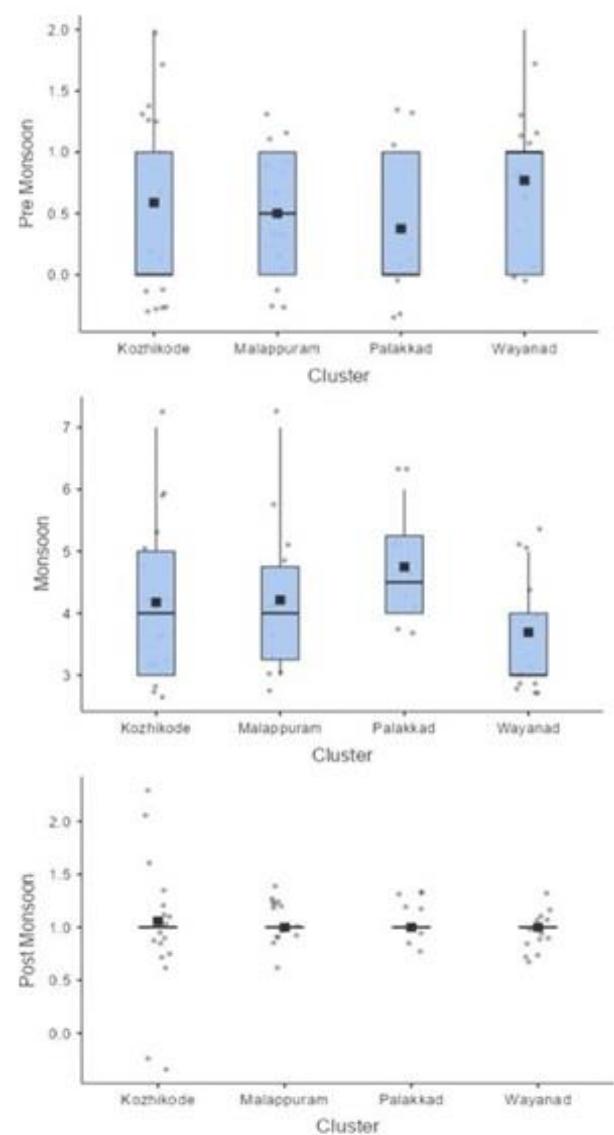 Pre Monsoon
2.0
1.5
1.0
0.5
0.0
Kozhikode Malappuram Palakkad Wayanad
Cluster
Monsoon
7
6
5
4
3
Kozhikode Malappuram Palakkad Wayanad
Cluster
Post Monsoon
2.0
1.5
1.0
0.5
0.0
Kozhikode Malappuram Palakkad Wayanad
Cluster